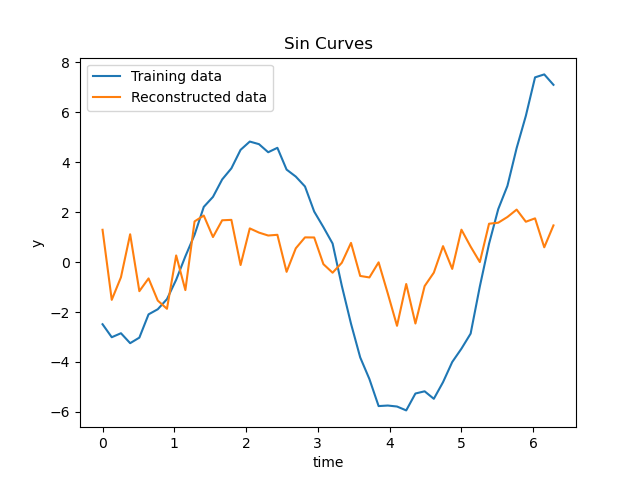 Sin Curves
Training data
Reconstructed data
8
6
4
2
0
−2
−4
−6
y
0 1 2 3 4 5 6
time